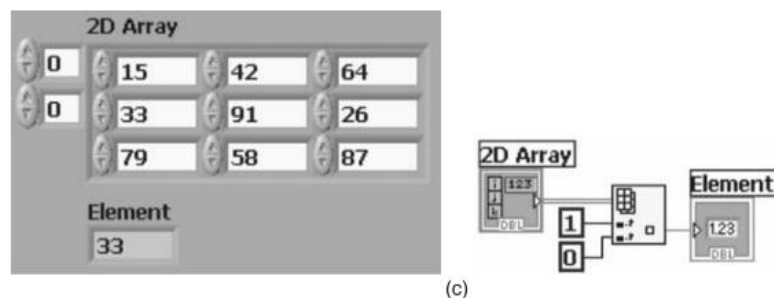 2D Array
0 15 42 64
0 33 91 26
79 58 87
Element
33
2D Array
i 123
j
k
DBL
1
0
Element
1.23
DBL
(c)